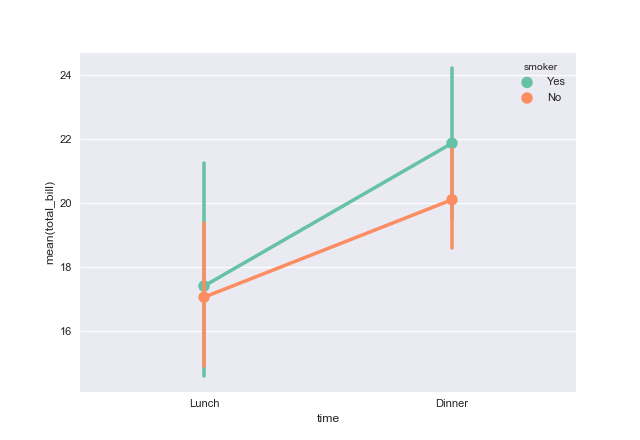 smoker
Yes
No
24
22
20
18
16
mean(total_bill)
Lunch
Dinner
time